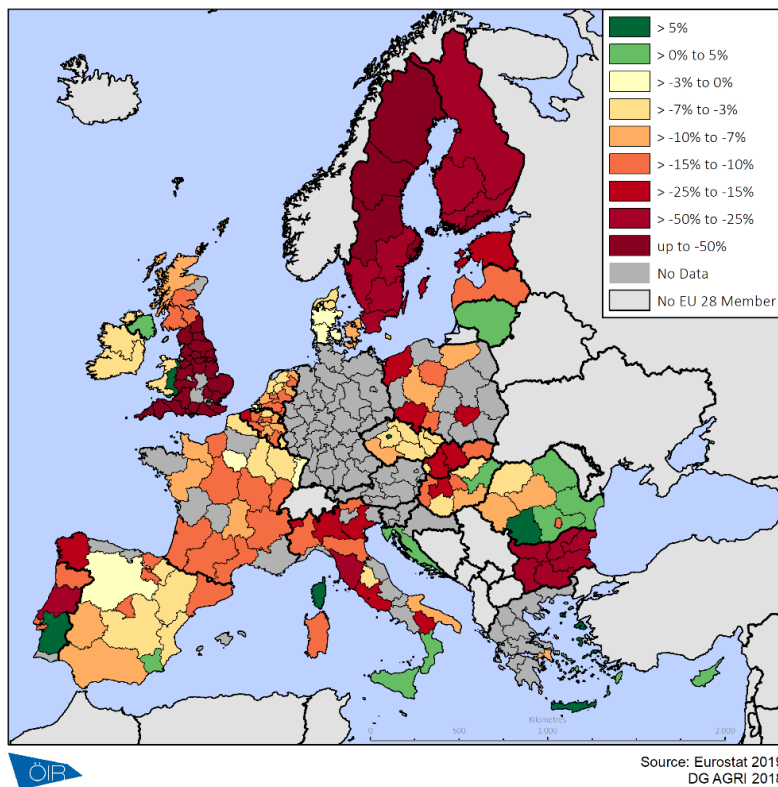 > 5%
> 0% to 5%
> -3% to 0%
> -7% to -3%
> -10% to -7%
> -15% to -10%
> -25% to -15%
> -50% to -25%
up to -50%
No Data
No EU 28 Member
Kilometres
0 500 1.000 2.000
ÖIR
Source: Eurostat 2019
DG AGRI 2018